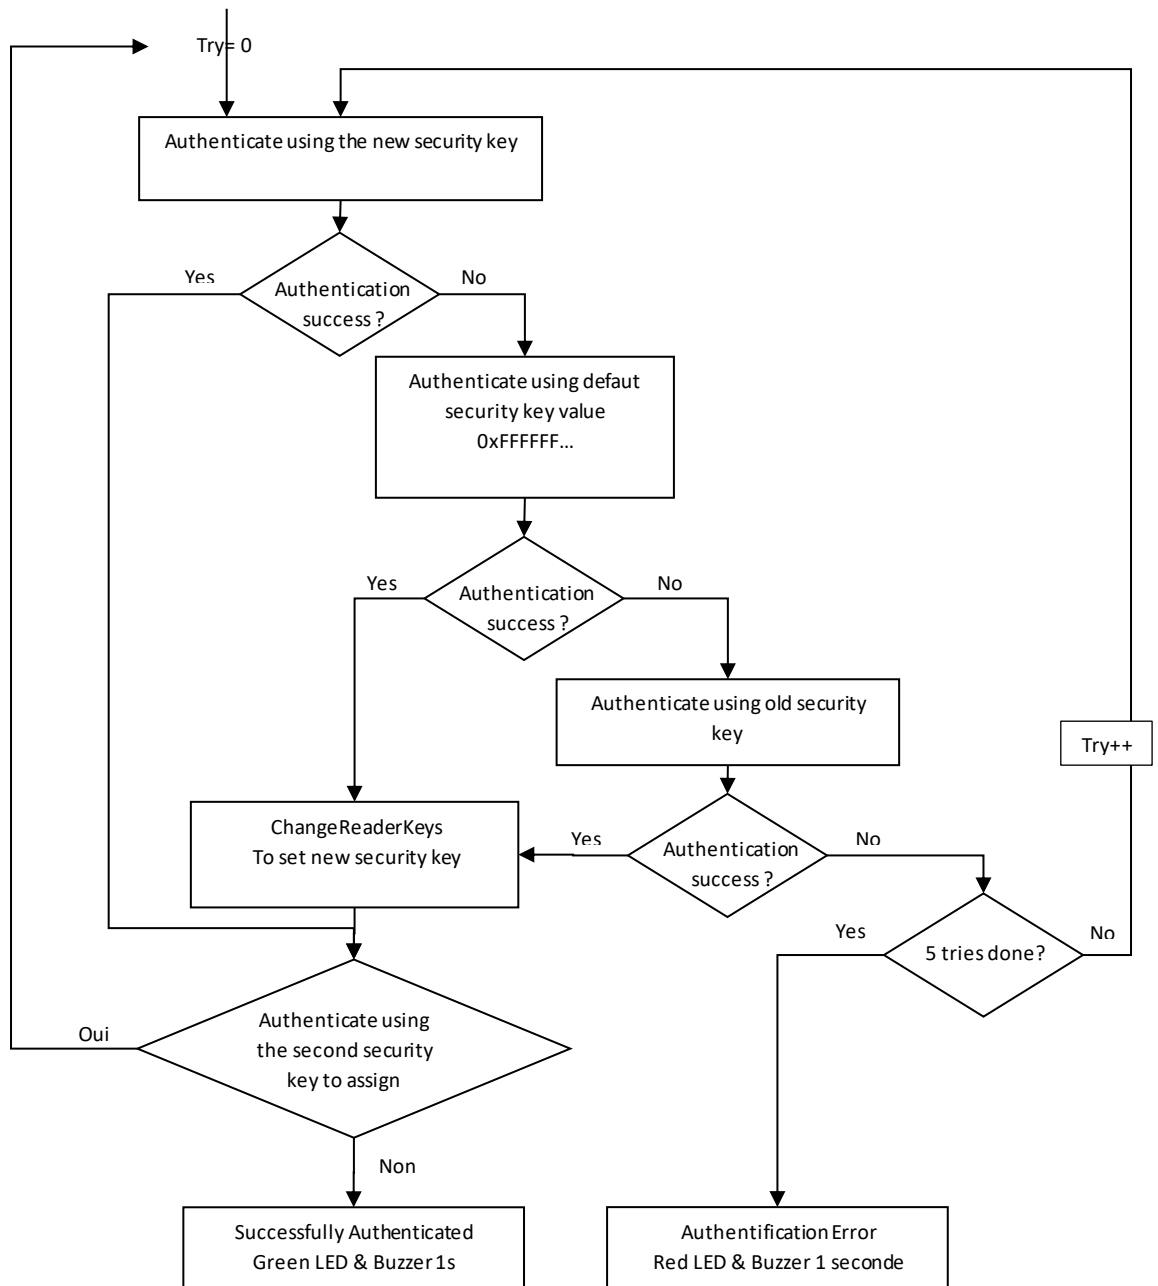 Try= 0
Authenticate using the new security key
Yes
No
Authentication
success ?
Authenticate using defaut
security key value
0xFFFFFF...
Yes
No
Authentication
success ?
Authenticate using old security
key
Try++
ChangeReaderKeys
To set new security key
Yes
No
Authentication
success ?
Yes
No
5 tries done?
Oui
Authenticate using
the second security
key to assign
Non
Successfully Authenticated
Green LED & Buzzer 1s
Authentification Error
Red LED & Buzzer 1 seconde